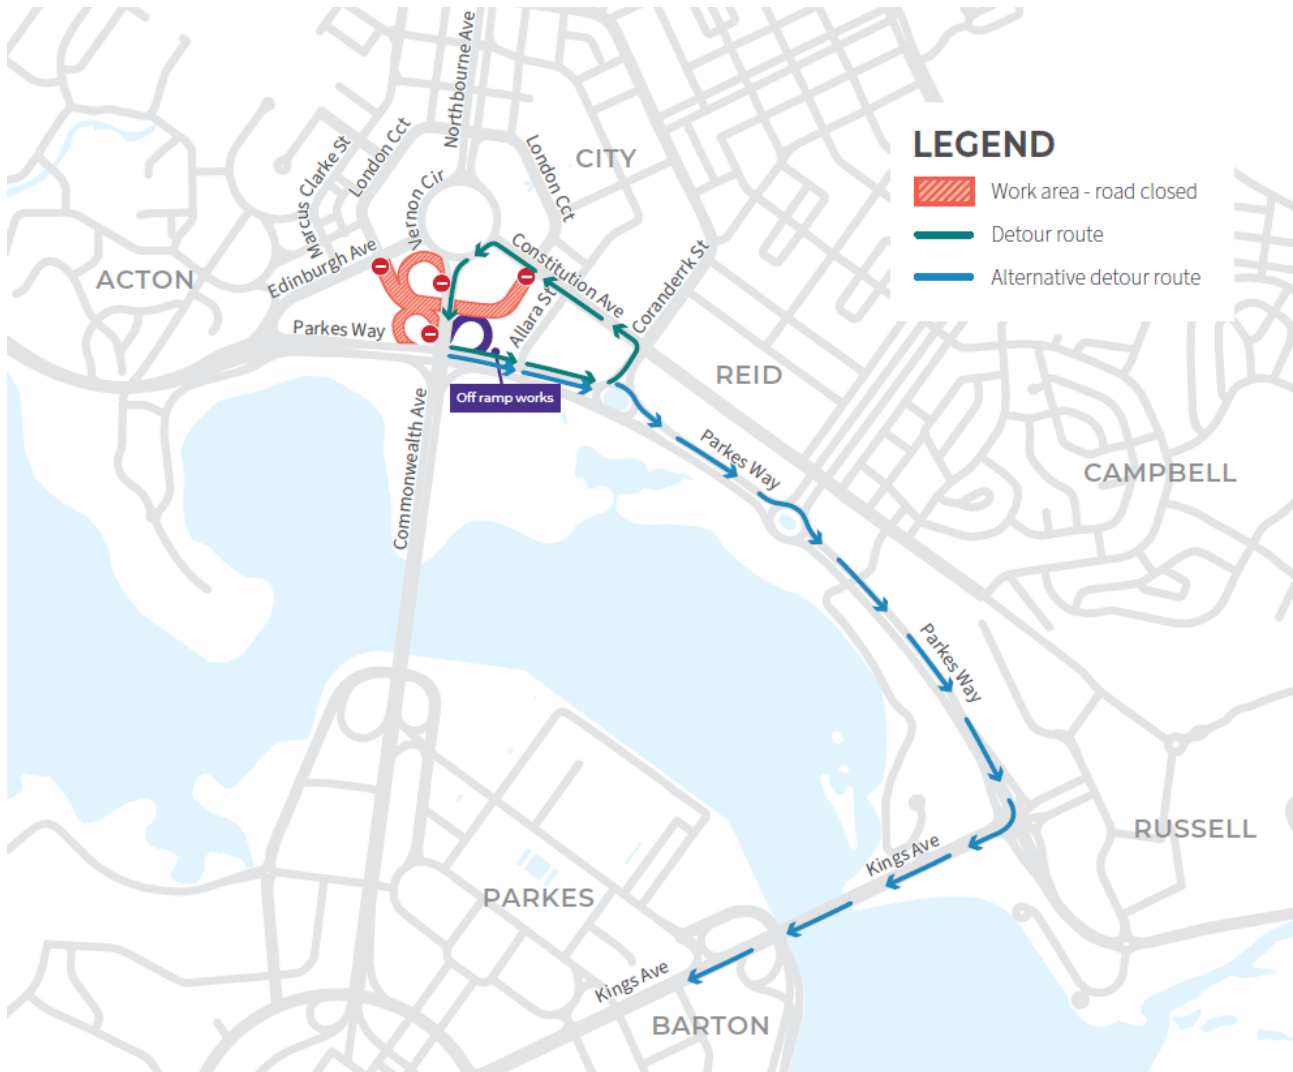 Northbourne Ave
London Cct
Marcus Clarke St
London Cct
CITY
Vernon Cir
Edinburgh Ave
ACTON
Constitution Ave
Coranderrk St
Allara St
Parkes Way
REID
Off ramp works
Commonwealth Ave
Parkes Way
CAMPBELL
Parkes Way
RUSSELL
Kings Ave
PARKES
Kings Ave
BARTON
LEGEND
Work area - road closed
Detour route
Alternative detour route